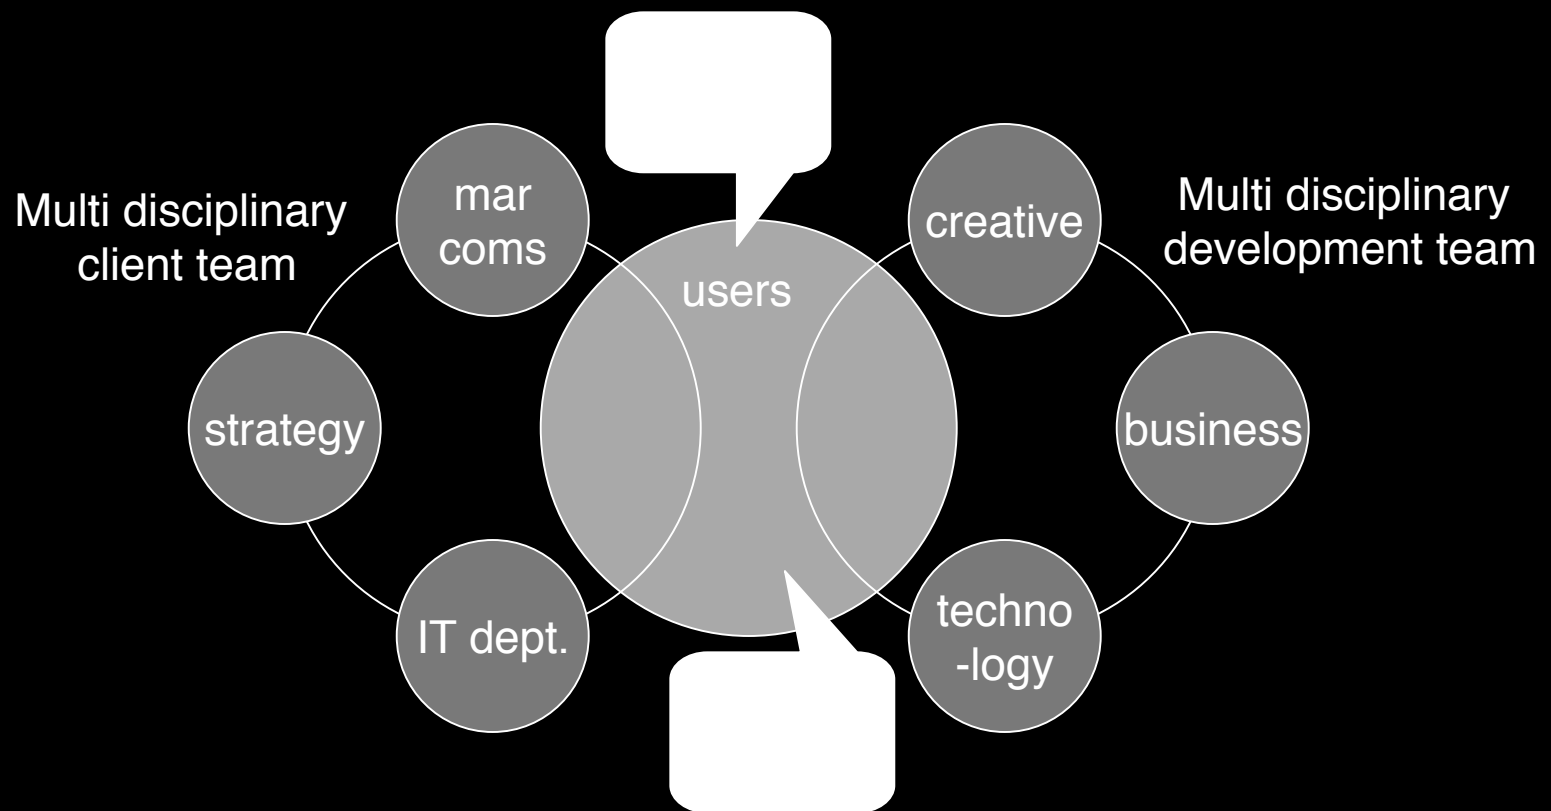 Multi disciplinary
client team
mar
coms
strategy
IT dept.
users
creative
business
techno
-logy
Multi disciplinary
development team